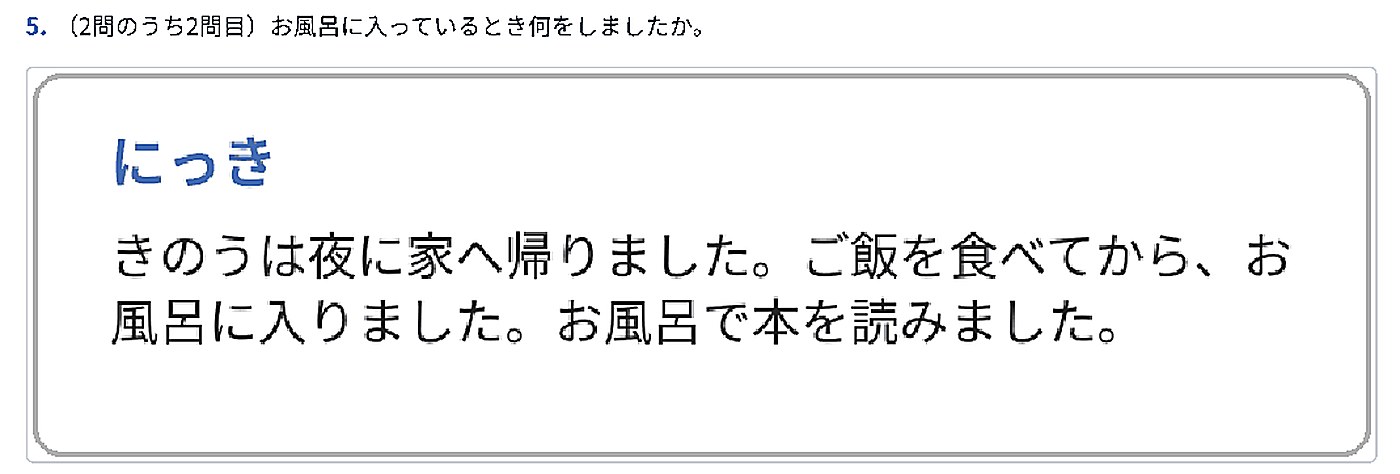 5. （2問のうち2問目）お風呂に入っているとき何をしましたか。
にっき
きのうは夜に家へ帰りました。ご飯を食べてから、お
風呂に入りました。お風呂で本を読みました。